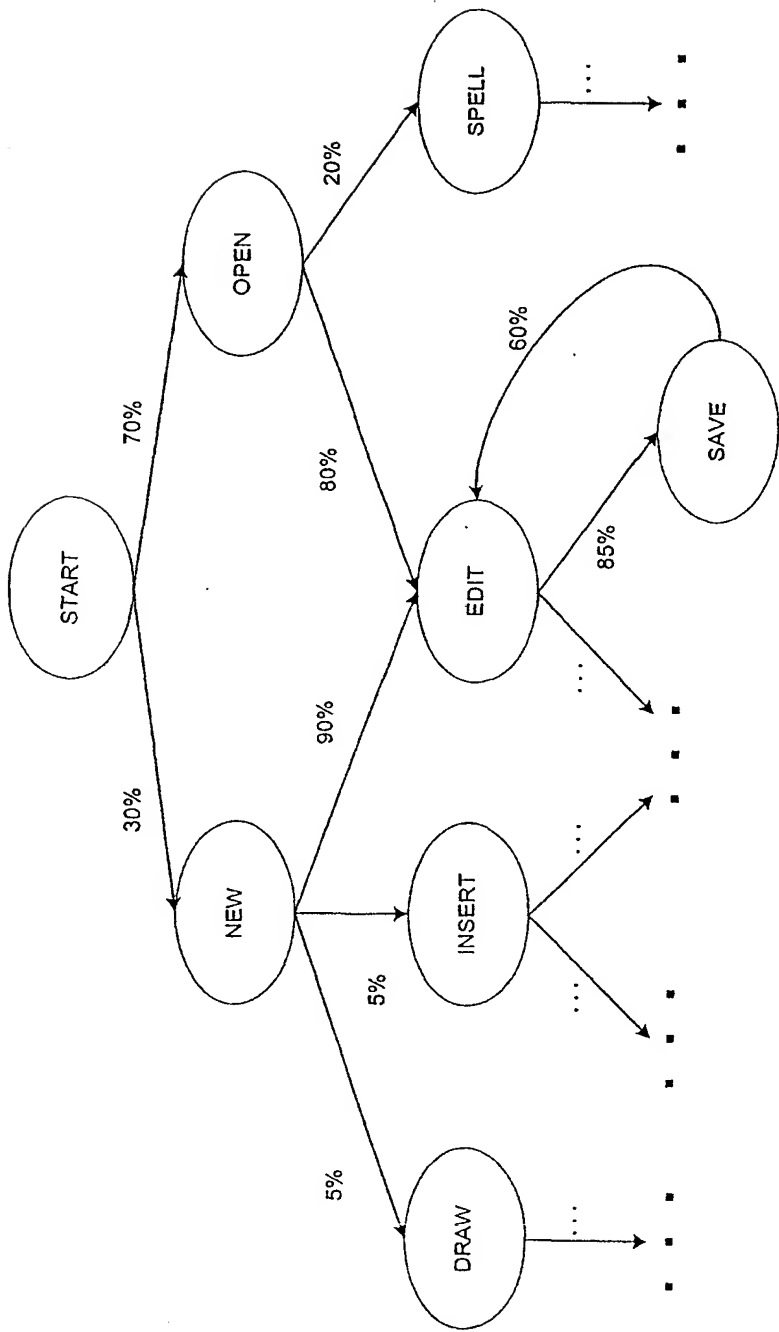 START
30%
70%
NEW
OPEN
5%
5%
90%
80%
20%
DRAW
INSERT
EDIT
SPELL
60%
85%
...
...
...
...
...
SAVE